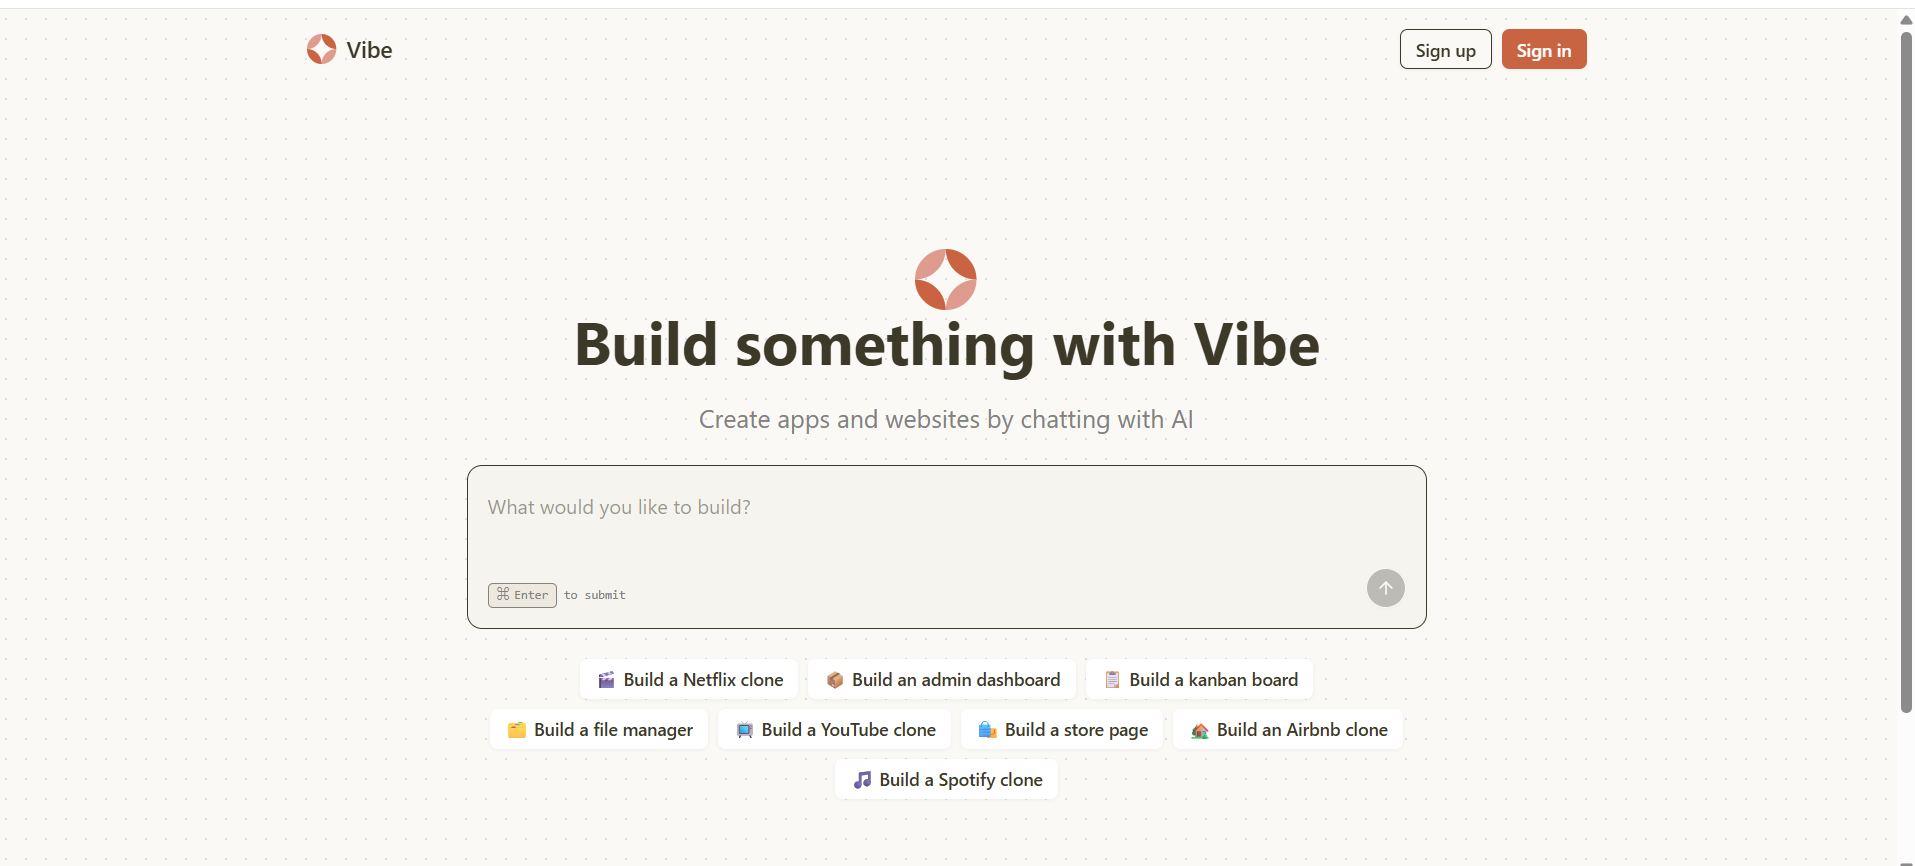 Vibe
Sign up
Sign in
Build something with Vibe
Create apps and websites by chatting with AI
What would you like to build?
⌘ Enter to submit
🎬 Build a Netflix clone
📦 Build an admin dashboard
📋 Build a kanban board
🗂️ Build a file manager
📺 Build a YouTube clone
🛍️ Build a store page
🏡 Build an Airbnb clone
🎵 Build a Spotify clone